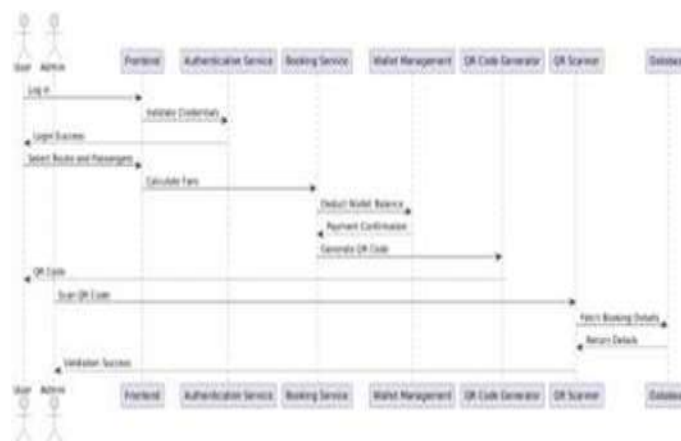 User Admin Frontend Authentication Service Booking Service Wallet Management QR Code Generator QR Scanner Database
Log in
Validate Credentials
Login Success
Select Route and Passengers
Calculate Fare
Deduct Wallet Balance
Payment Confirmation
Generate QR Code
QR Code
Scan QR Code
Fetch Booking Details
Return Details
Validation Success
User Admin Frontend Authentication Service Booking Service Wallet Management QR Code Generator QR Scanner Database